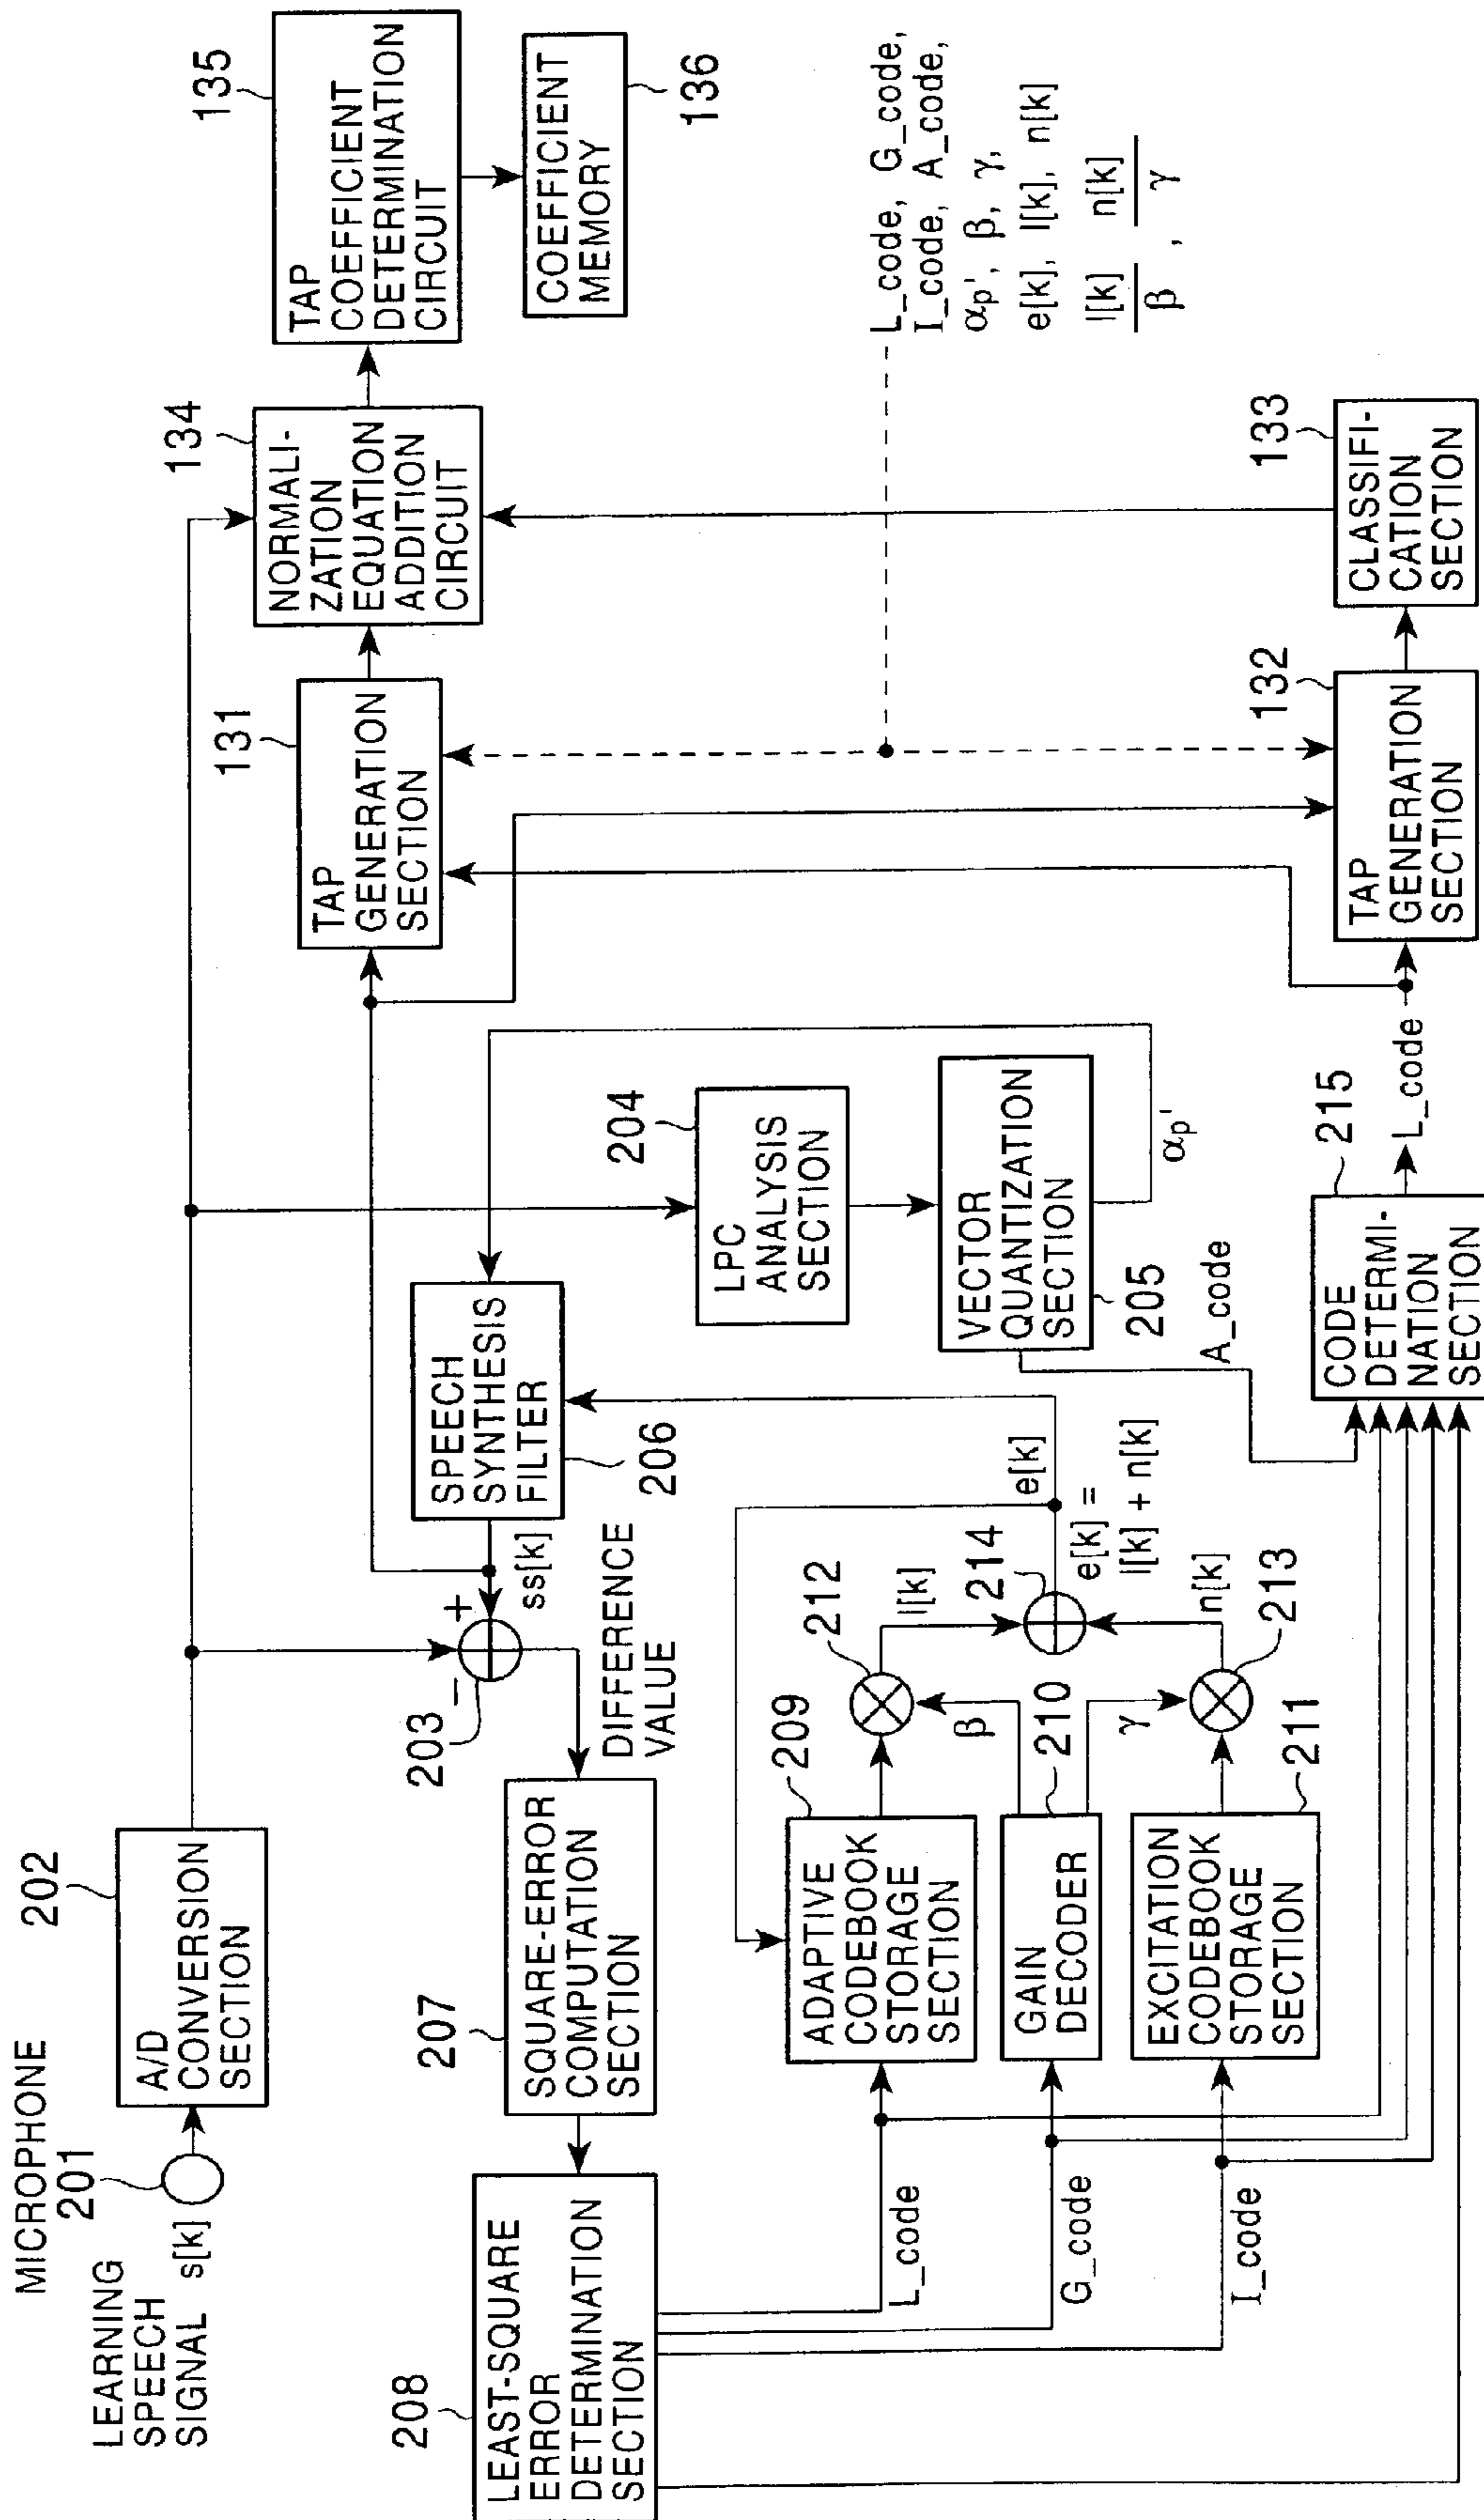 MICROPHONE
201
LEARNING
SPEECH
SIGNAL
s[k]
202
A/D
CONVERSION
SECTION
203
+
−
ss[k]
DIFFERENCE
VALUE
207
SQUARE-ERROR
COMPUTATION
SECTION
208
LEAST-SQUARE
ERROR
DETERMINATION
SECTION
SPEECH
SYNTHESIS
FILTER
206
204
LPC
ANALYSIS
SECTION
VECTOR
QUANTIZATION
SECTION
205
αp'
A_code
209
ADAPTIVE
CODEBOOK
STORAGE
SECTION
L_code
GAIN
DECODER
210
G_code
EXCITATION
CODEBOOK
STORAGE
SECTION
211
I_code
β
γ
212
l[k]
214
e[k]
e[k] =
l[k] + n[k]
n[k]
213
215
CODE
DETERMI-
NATION
SECTION
L_code
131
TAP
GENERATION
SECTION
132
TAP
GENERATION
SECTION
133
CLASSIFI-
CATION
SECTION
134
NORMALI-
ZATION
EQUATION
ADDITION
CIRCUIT
135
TAP
COEFFICIENT
DETERMINATION
CIRCUIT
COEFFICIENT
MEMORY
136
L_code, G_code,
I_code, A_code,
αp', β, γ,
e[k], l[k], n[k]
l[k] n[k]
β , γ